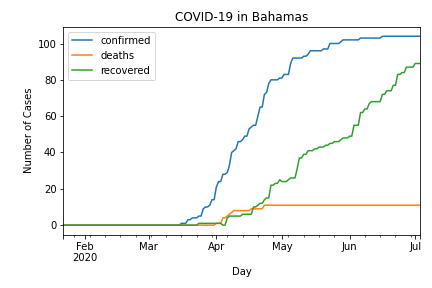 COVID-19 in Bahamas
confirmed
deaths
recovered
Number of Cases
100
80
60
40
20
0
Feb Mar Apr May Jun Jul
2020
Day